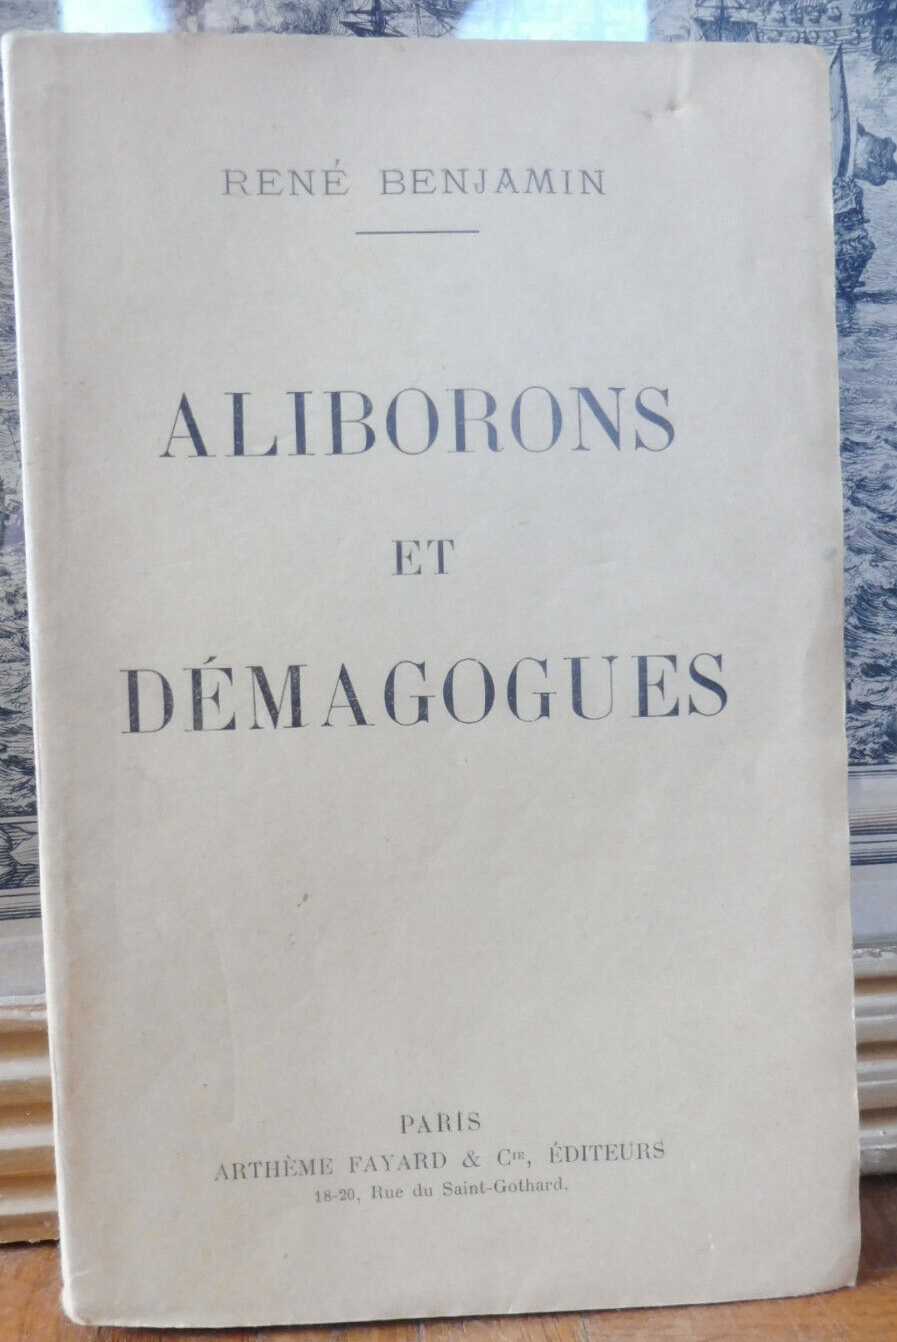 RENÉ BENJAMIN
ALIBORONS
ET
DÉMAGOGUES
PARIS
ARTHÈME FAYARD & Cᴵᴱ, ÉDITEURS
18-20, Rue du Saint-Gothard.